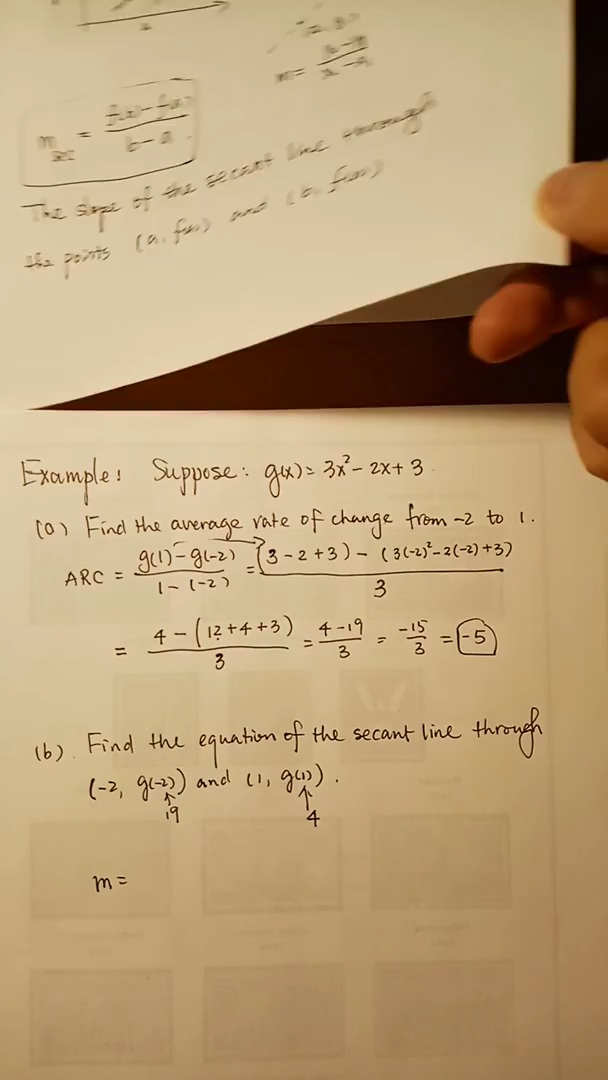 m =
m sec = f(b) - f(a) / b - a
The slope of the secant line through
the points (a, f(a)) and (b, f(b))
Example: Suppose: g(x) = 3x² - 2x + 3
(a) Find the average rate of change from -2 to 1.
ARC = g(1) - g(-2) / 1 - (-2) = (3 - 2 + 3) - (3(-2)² - 2(-2) + 3) / 3
= 4 - (12 + 4 + 3) / 3 = 4 - 19 / 3 = -15 / 3 = -5
(b). Find the equation of the secant line through
(-2, g(-2)) and (1, g(1)).
19 4
m =